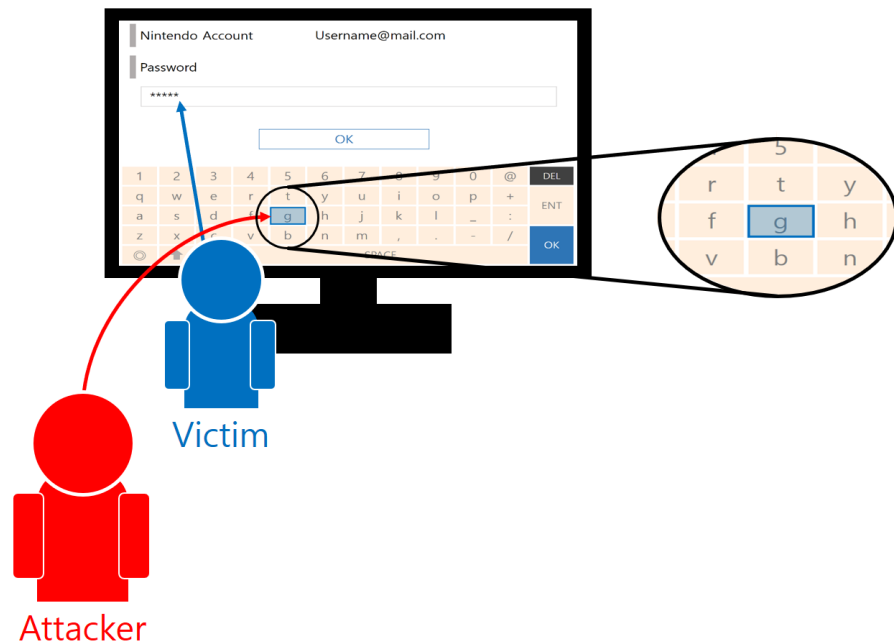 Nintendo Account Username@mail.com
Password
*****
OK
1 2 3 4 5 6 7 8 9 0 @ DEL
q w e r t y u i o p + ENT
a s d f g h j k l _ :
z x c v b n m , . - / OK
SPACE
5
r t y
f g h
v b n
Victim
Attacker